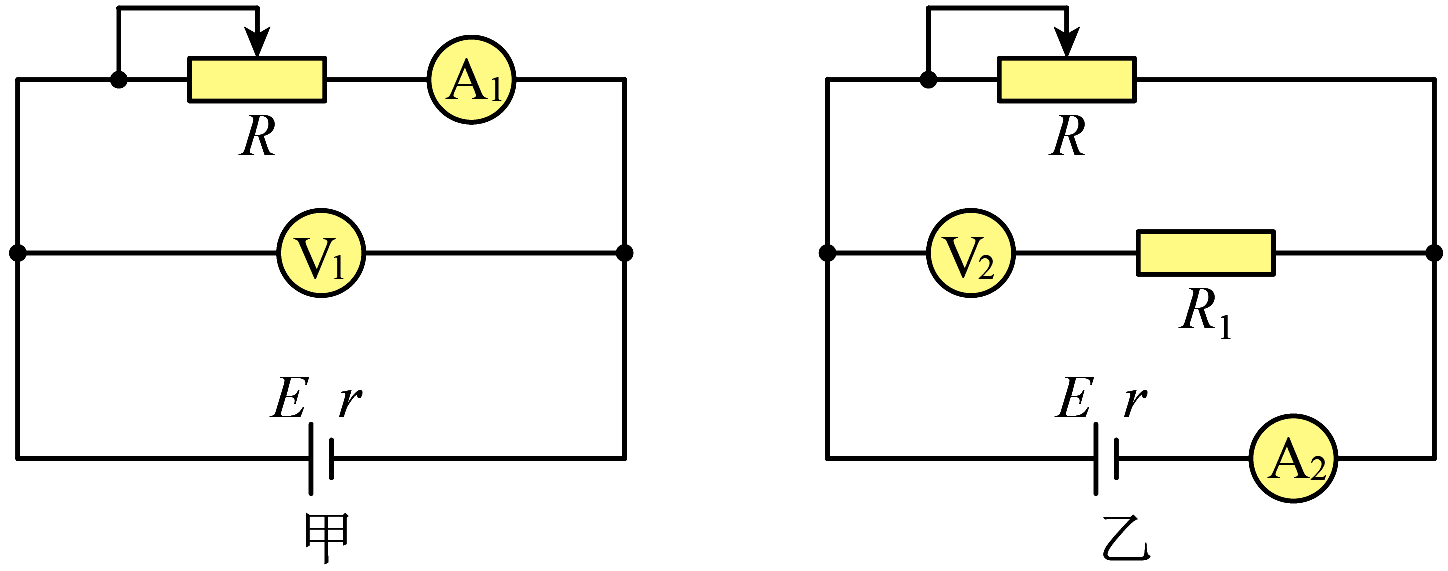 A₁
R
V₁
E r
甲
R
V₂
R₁
E r
A₂
乙